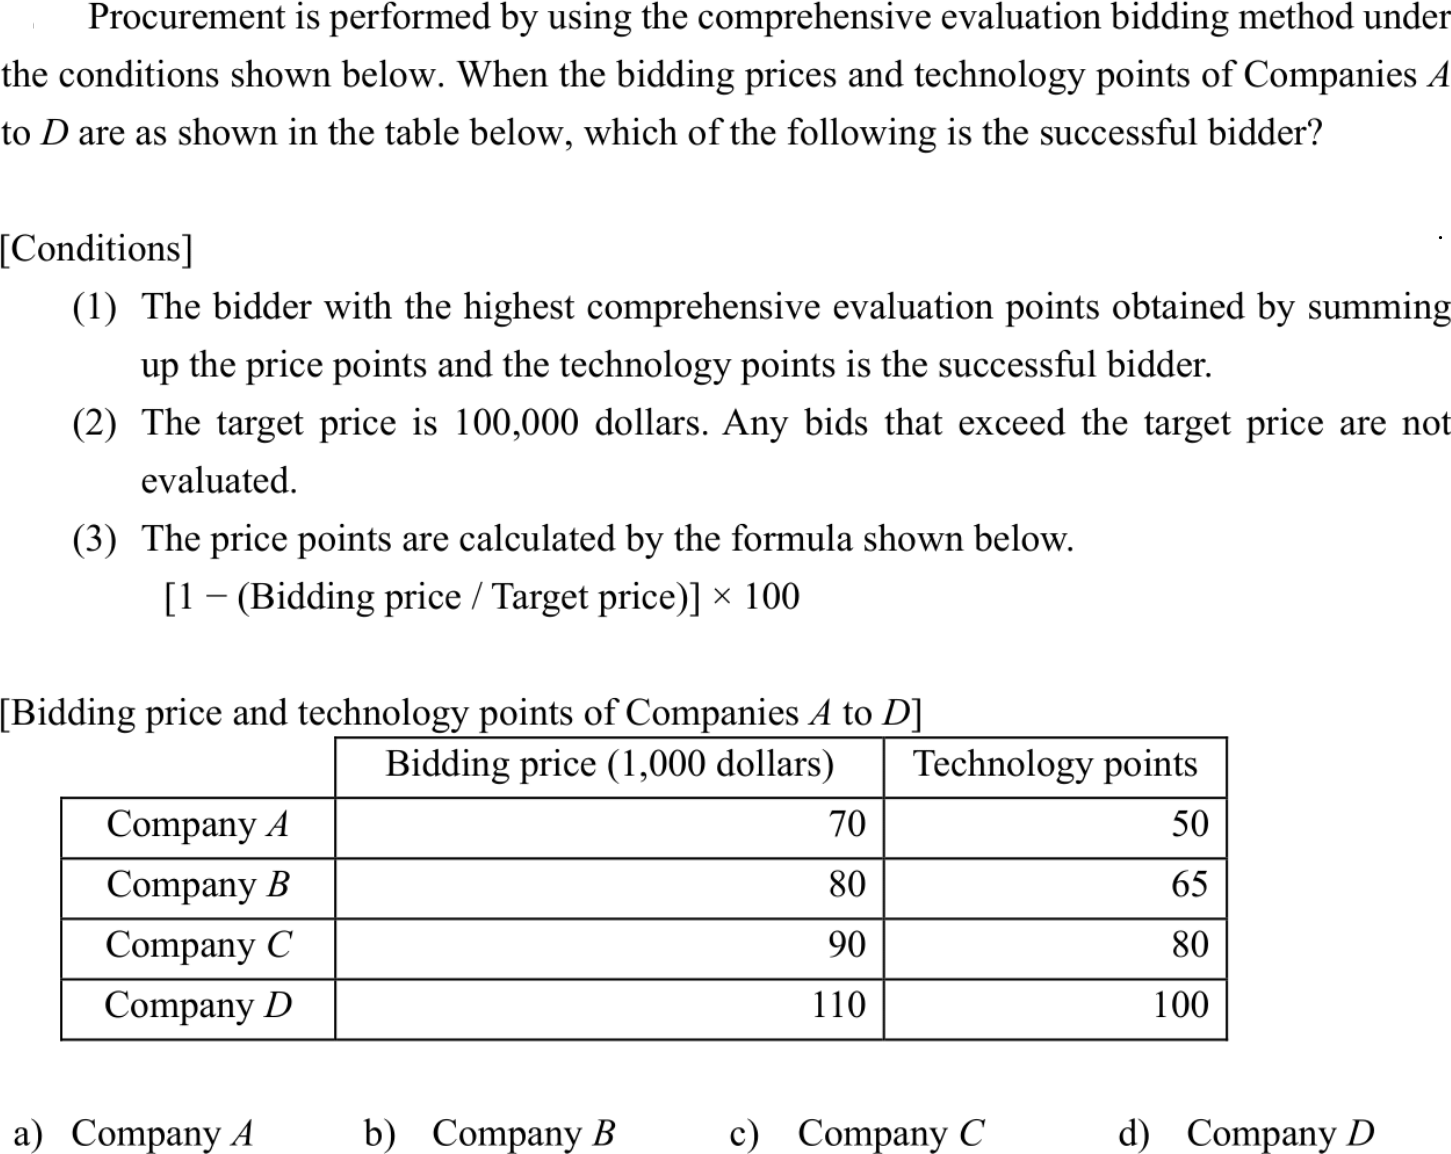 Procurement is performed by using the comprehensive evaluation bidding method under
the conditions shown below. When the bidding prices and technology points of Companies A
to D are as shown in the table below, which of the following is the successful bidder?
[Conditions]
(1) The bidder with the highest comprehensive evaluation points obtained by summing
up the price points and the technology points is the successful bidder.
(2) The target price is 100,000 dollars. Any bids that exceed the target price are not
evaluated.
(3) The price points are calculated by the formula shown below.
[1 − (Bidding price / Target price)] × 100
[Bidding price and technology points of Companies A to D]
Bidding price (1,000 dollars) Technology points
Company A 70 50
Company B 80 65
Company C 90 80
Company D 110 100
a) Company A b) Company B c) Company C d) Company D